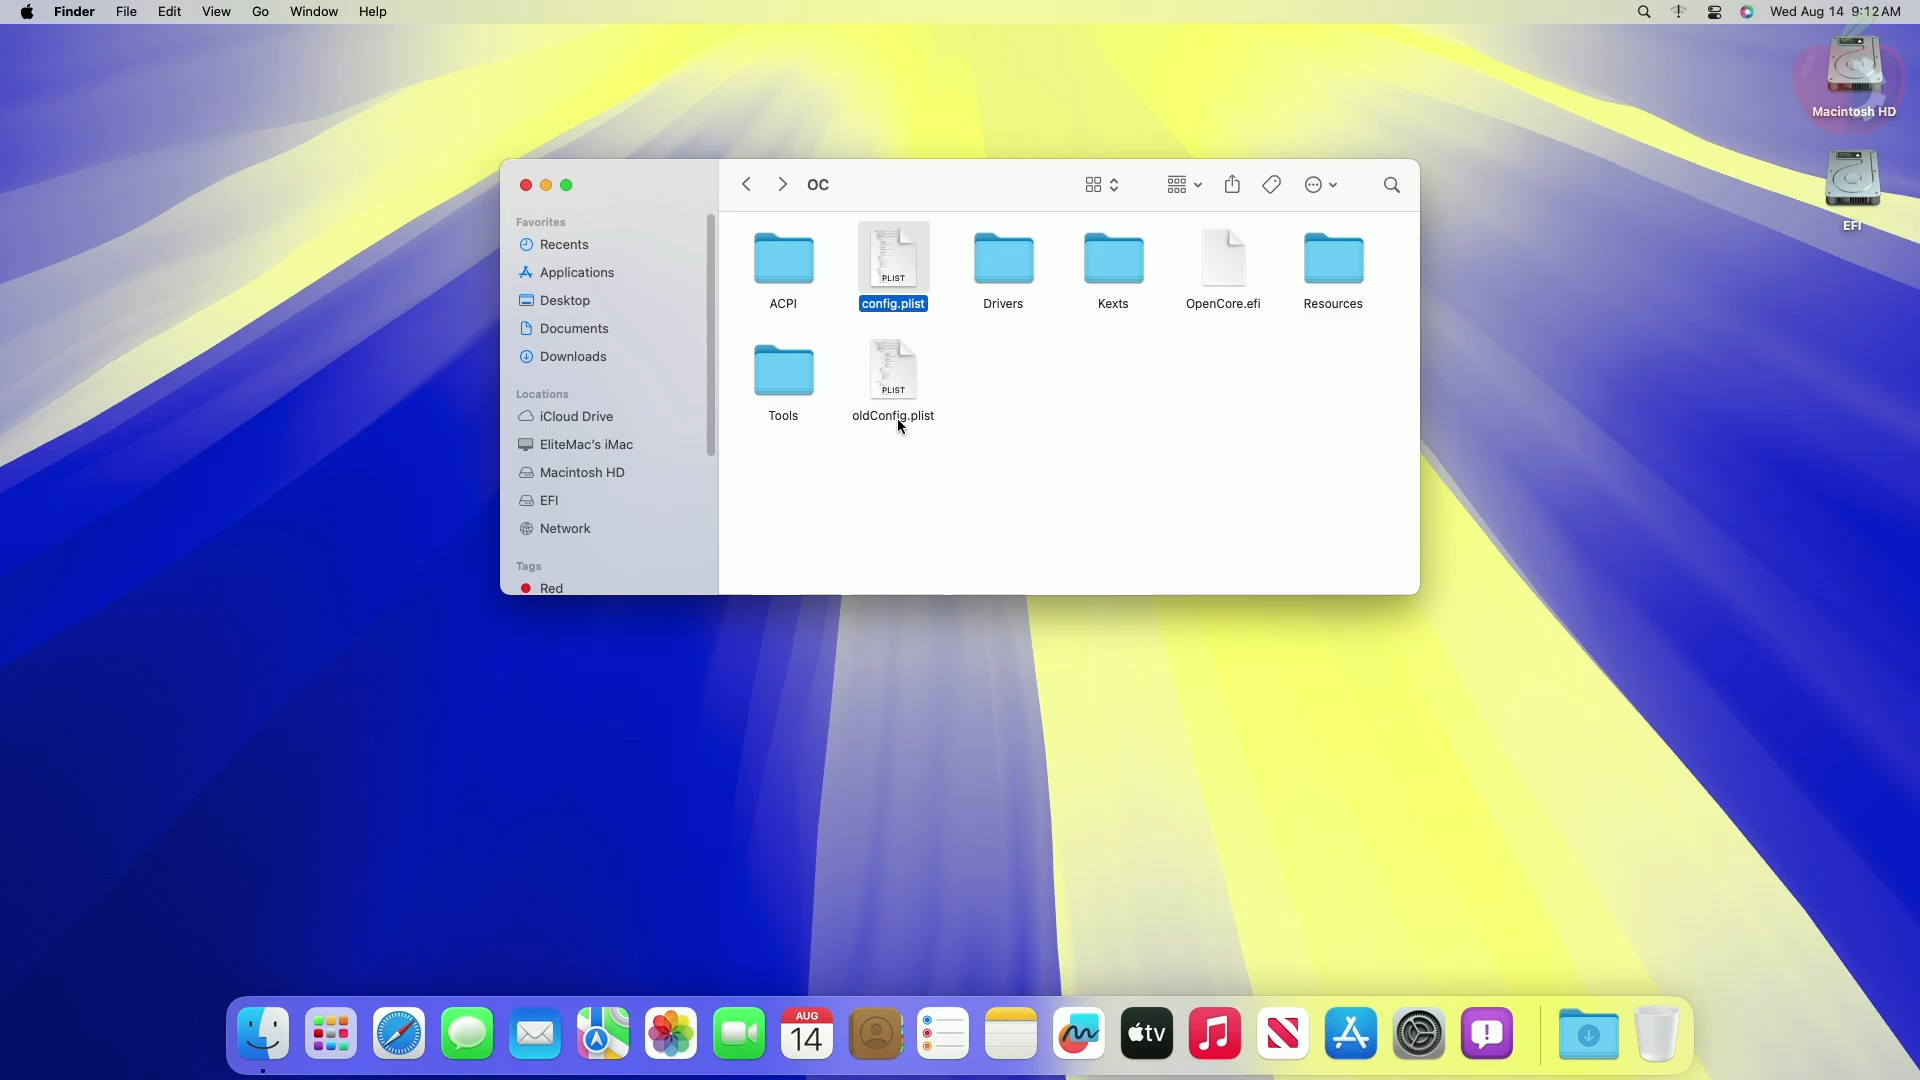 Finder File Edit View Go Window Help Wed Aug 14 9:12 AM
Macintosh HD
EFI
OC
Favorites
Recents
Applications
Desktop
Documents
Downloads
Locations
iCloud Drive
EliteMac's iMac
Macintosh HD
EFI
Network
Tags
Red
PLIST
ACPI config.plist Drivers Kexts OpenCore.efi Resources
PLIST
Tools oldConfig.plist
AUG
14
tv